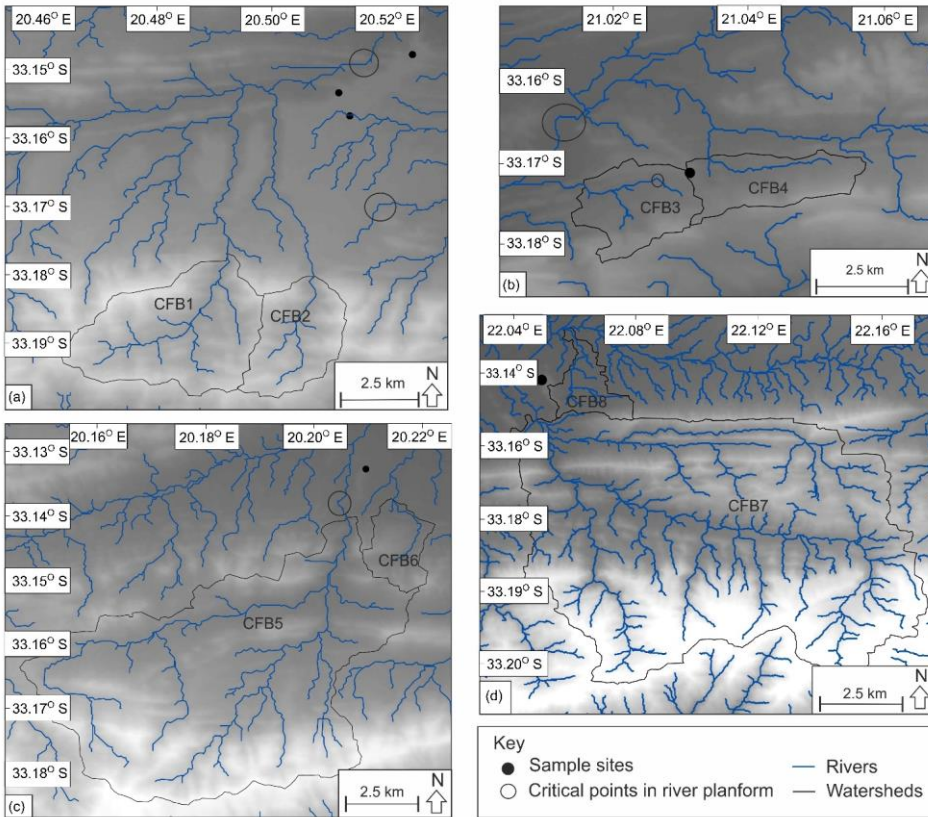 20.46° E 20.48° E 20.50° E 20.52° E
33.15° S
33.16° S
33.17° S
33.18° S
33.19° S
CFB1
CFB2
2.5 km
N
(a)
21.02° E 21.04° E 21.06° E
33.16° S
33.17° S
33.18° S
CFB3
CFB4
2.5 km
N
(b)
20.16° E 20.18° E 20.20° E 20.22° E
33.13° S
33.14° S
33.15° S
33.16° S
33.17° S
33.18° S
CFB6
CFB5
2.5 km
N
(c)
22.04° E 22.08° E 22.12° E 22.16° E
33.14° S
33.16° S
33.18° S
33.19° S
33.20° S
CFB8
CFB7
2.5 km
N
(d)
Key
Sample sites
Rivers
Critical points in river planform
Watersheds